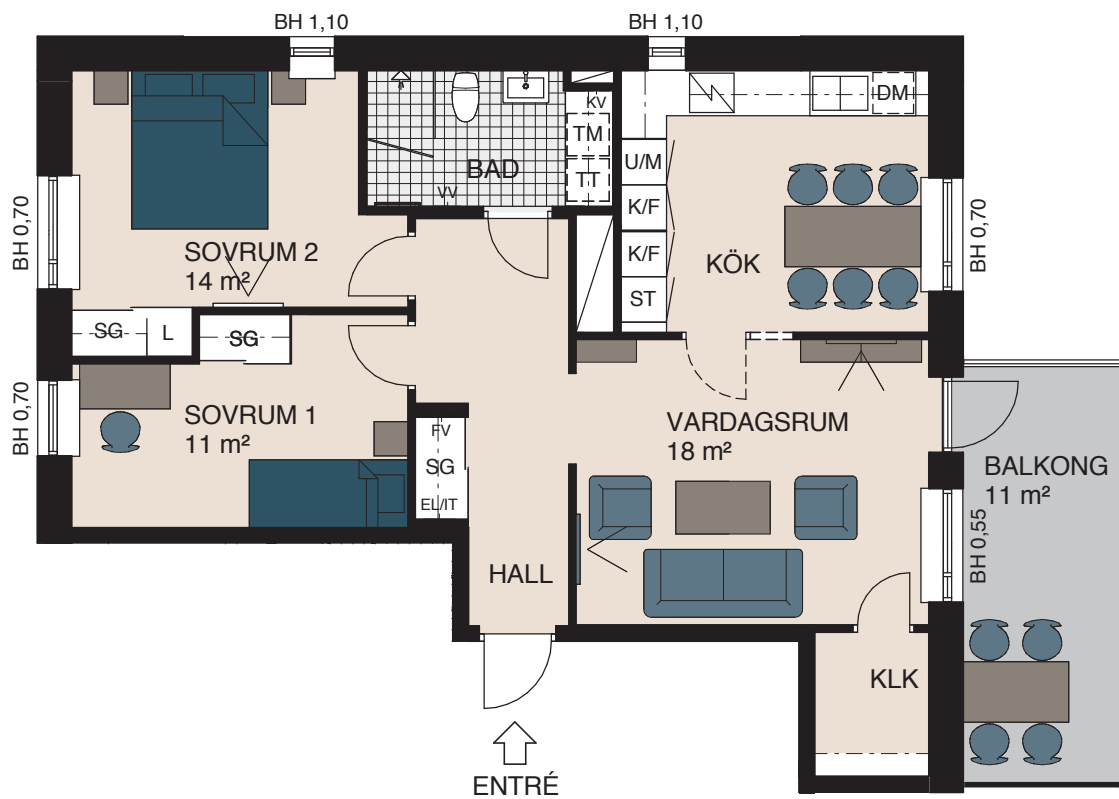 BH 1,10
BH 1,10
KV
DM
TM
BAD
U/M
TT
VV
K/F
BH 0,70
BH 0,70
SOVRUM 2
14 m²
K/F
KÖK
ST
SG
L
SG
BH 0,70
SOVRUM 1
11 m²
VARDAGSRUM
18 m²
FV
SG
EL/IT
BALKONG
11 m²
BH 0,55
HALL
KLK
ENTRÉ